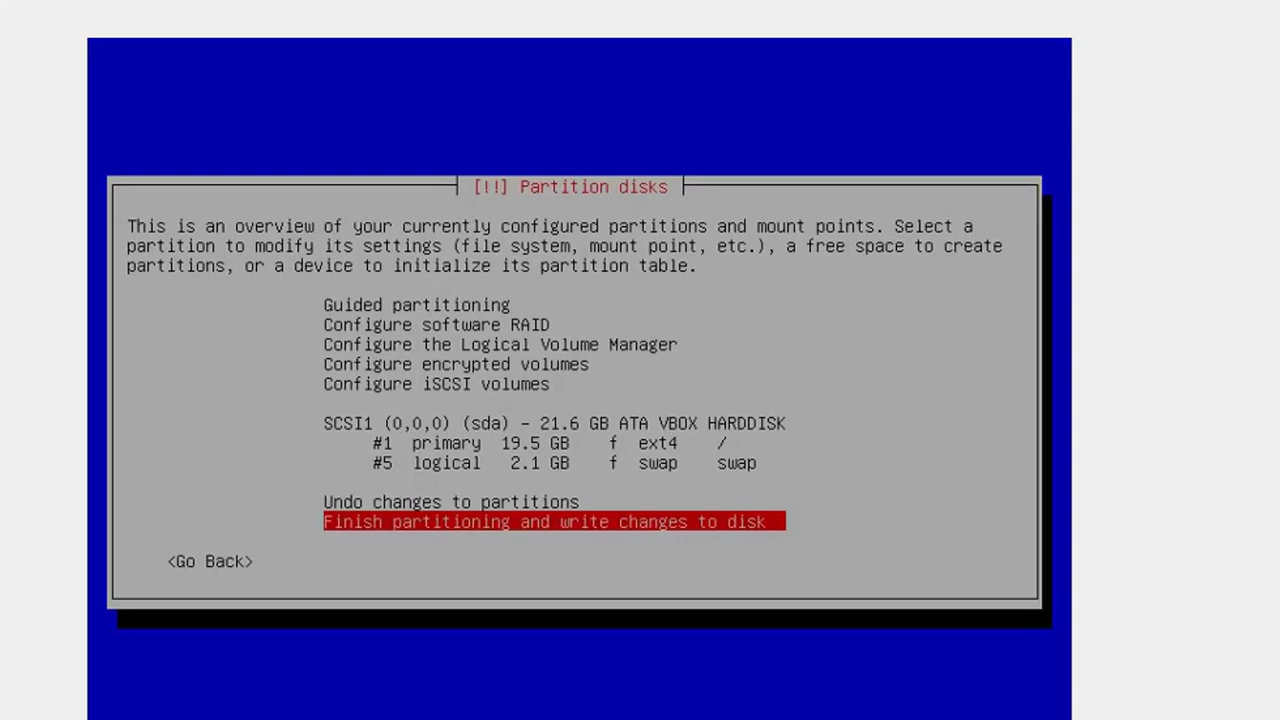 [!!] Partition disks
This is an overview of your currently configured partitions and mount points. Select a
partition to modify its settings (file system, mount point, etc.), a free space to create
partitions, or a device to initialize its partition table.
Guided partitioning
Configure software RAID
Configure the Logical Volume Manager
Configure encrypted volumes
Configure iSCSI volumes
SCSI1 (0,0,0) (sda) - 21.6 GB ATA VBOX HARDDISK
#1 primary 19.5 GB f ext4 /
#5 logical 2.1 GB f swap swap
Undo changes to partitions
Finish partitioning and write changes to disk
<Go Back>